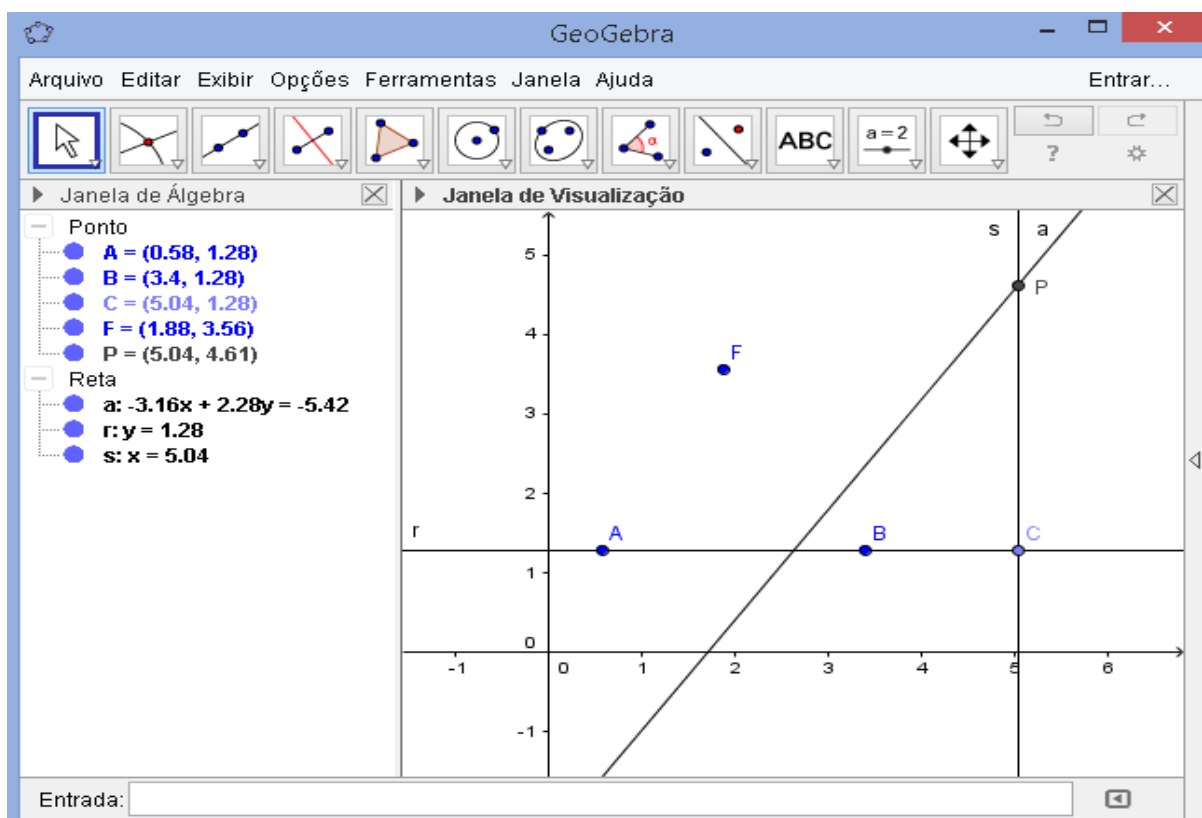 GeoGebra
Arquivo Editar Exibir Opções Ferramentas Janela Ajuda Entrar...
ABC a = 2 α ?
Janela de Álgebra
Ponto
A = (0.58, 1.28)
B = (3.4, 1.28)
C = (5.04, 1.28)
F = (1.88, 3.56)
P = (5.04, 4.61)
Reta
a: -3.16x + 2.28y = -5.42
r: y = 1.28
s: x = 5.04
Janela de Visualização
s a
5
P
4
F
3
2
r A B C
1
0
-1 0 1 2 3 4 5 6
-1
Entrada: